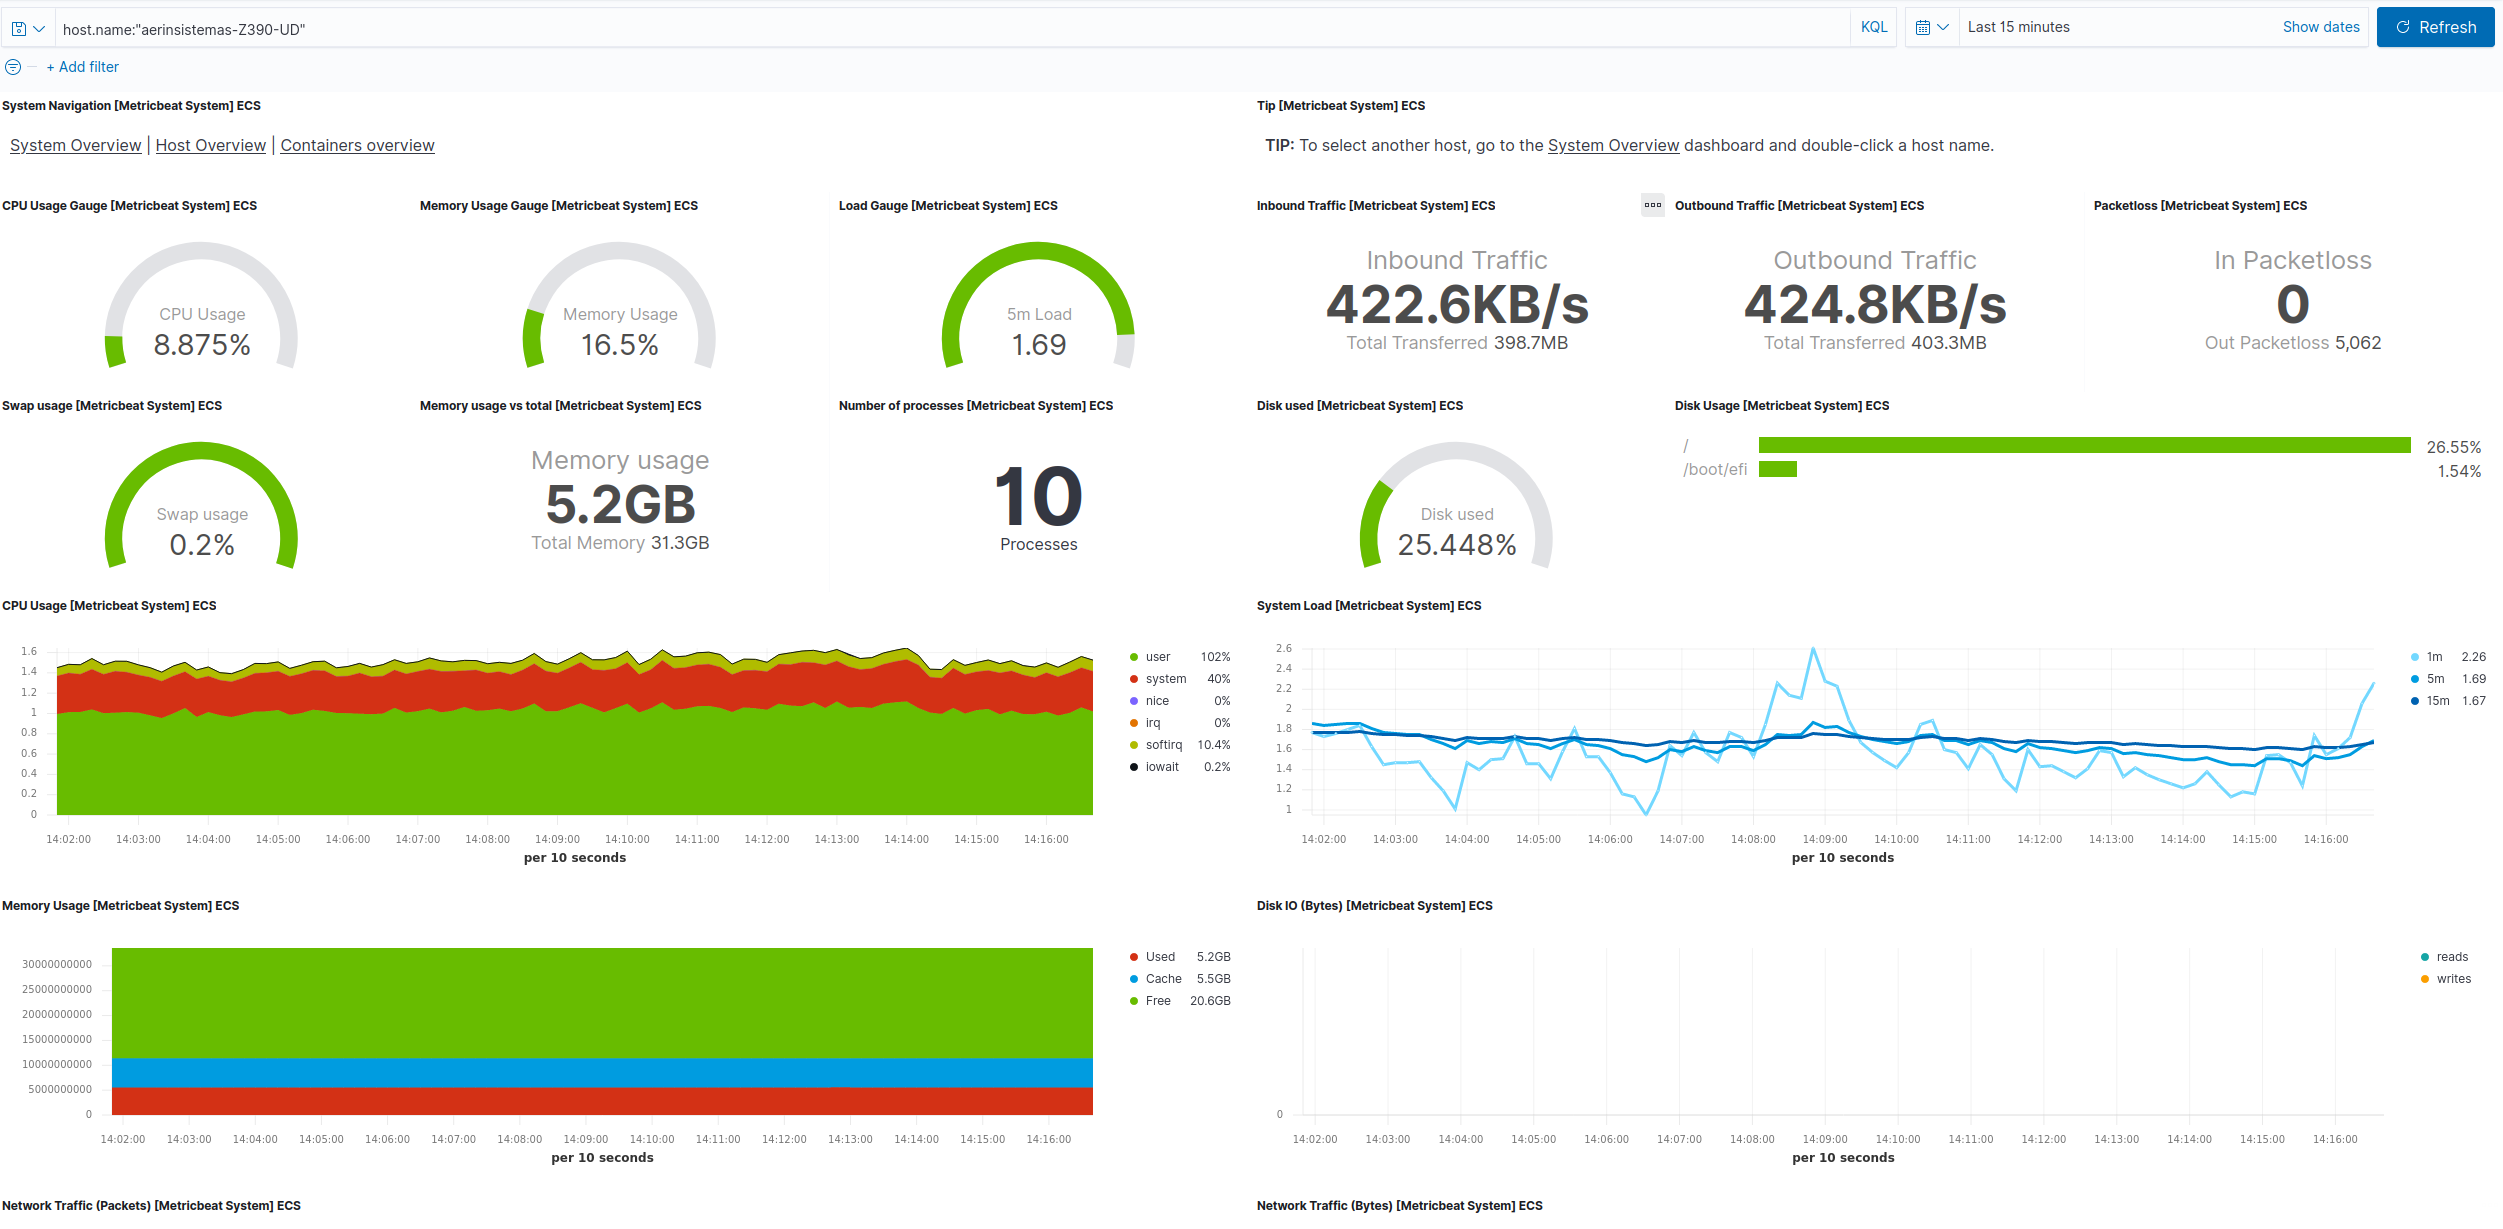 host.name:"aerinsistemas-Z390-UD"
KQL
Last 15 minutes
Show dates
Refresh
+ Add filter
System Navigation [Metricbeat System] ECS
System Overview | Host Overview | Containers overview
Tip [Metricbeat System] ECS
TIP: To select another host, go to the System Overview dashboard and double-click a host name.
CPU Usage Gauge [Metricbeat System] ECS
CPU Usage
8.875%
Memory Usage Gauge [Metricbeat System] ECS
Memory Usage
16.5%
Load Gauge [Metricbeat System] ECS
5m Load
1.69
Inbound Traffic [Metricbeat System] ECS
Inbound Traffic
422.6KB/s
Total Transferred 398.7MB
Outbound Traffic [Metricbeat System] ECS
Outbound Traffic
424.8KB/s
Total Transferred 403.3MB
Packetloss [Metricbeat System] ECS
In Packetloss
0
Out Packetloss 5,062
Swap usage [Metricbeat System] ECS
Swap usage
0.2%
Memory usage vs total [Metricbeat System] ECS
Memory usage
5.2GB
Total Memory 31.3GB
Number of processes [Metricbeat System] ECS
10
Processes
Disk used [Metricbeat System] ECS
Disk used
25.448%
Disk Usage [Metricbeat System] ECS
/ 26.55%
/boot/efi 1.54%
CPU Usage [Metricbeat System] ECS
1.6
1.4
1.2
1
0.8
0.6
0.4
0.2
0
14:02:00 14:03:00 14:04:00 14:05:00 14:06:00 14:07:00 14:08:00 14:09:00 14:10:00 14:11:00 14:12:00 14:13:00 14:14:00 14:15:00 14:16:00
per 10 seconds
user 102%
system 40%
nice 0%
irq 0%
softirq 10.4%
iowait 0.2%
System Load [Metricbeat System] ECS
2.6
2.4
2.2
2
1.8
1.6
1.4
1.2
1
14:02:00 14:03:00 14:04:00 14:05:00 14:06:00 14:07:00 14:08:00 14:09:00 14:10:00 14:11:00 14:12:00 14:13:00 14:14:00 14:15:00 14:16:00
per 10 seconds
1m 2.26
5m 1.69
15m 1.67
Memory Usage [Metricbeat System] ECS
30000000000
25000000000
20000000000
15000000000
10000000000
5000000000
0
14:02:00 14:03:00 14:04:00 14:05:00 14:06:00 14:07:00 14:08:00 14:09:00 14:10:00 14:11:00 14:12:00 14:13:00 14:14:00 14:15:00 14:16:00
per 10 seconds
Used 5.2GB
Cache 5.5GB
Free 20.6GB
Disk IO (Bytes) [Metricbeat System] ECS
0
14:02:00 14:03:00 14:04:00 14:05:00 14:06:00 14:07:00 14:08:00 14:09:00 14:10:00 14:11:00 14:12:00 14:13:00 14:14:00 14:15:00 14:16:00
per 10 seconds
reads
writes
Network Traffic (Packets) [Metricbeat System] ECS
Network Traffic (Bytes) [Metricbeat System] ECS